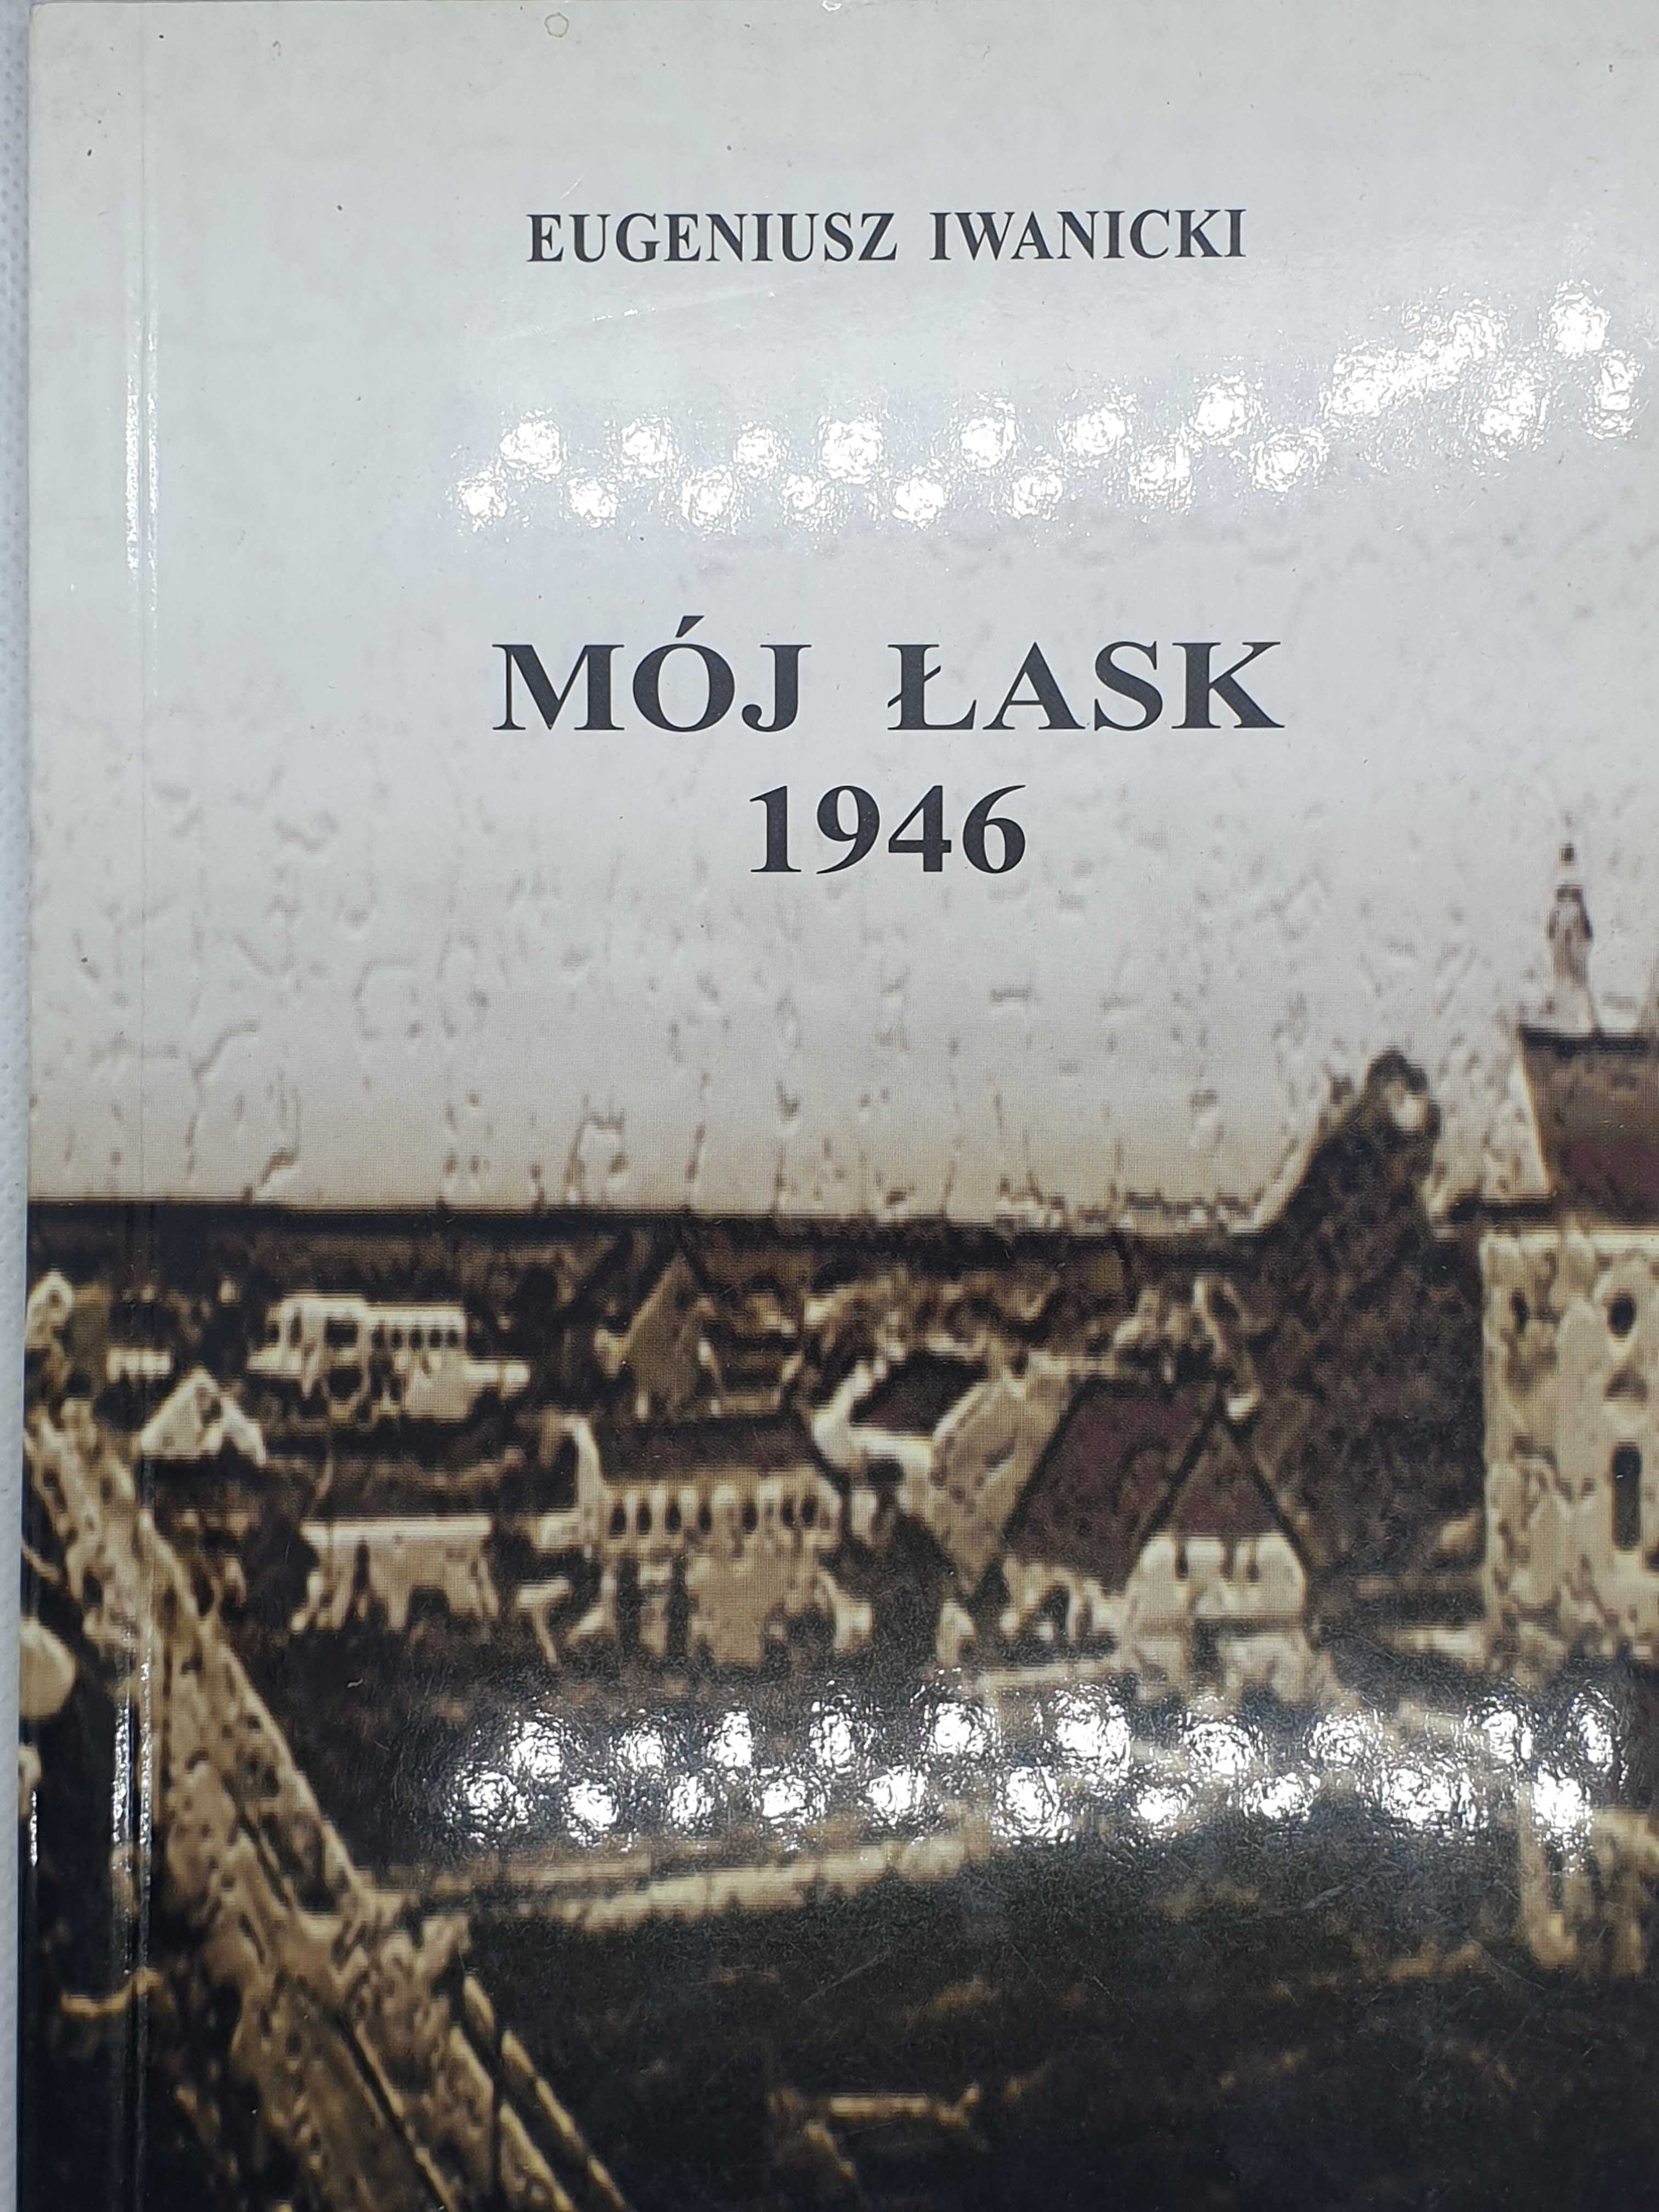 EUGENIUSZ IWANICKI
MÓJ ŁASK
1946